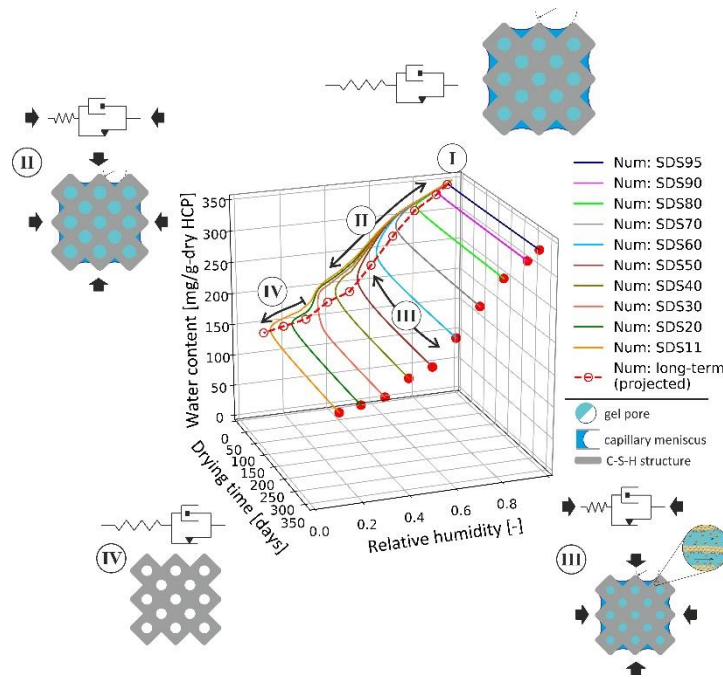 I
II
II
III
IV
IV
III
Water content [mg/g-dry HCP]
350
300
250
200
150
100
50
0
Drying time [days]
0
50
100
150
200
250
300
350
Relative humidity [-]
0.0
0.2
0.4
0.6
0.8
Num: SDS95
Num: SDS90
Num: SDS80
Num: SDS70
Num: SDS60
Num: SDS50
Num: SDS40
Num: SDS30
Num: SDS20
Num: SDS11
Num: long-term
(projected)
gel pore
capillary meniscus
C-S-H structure